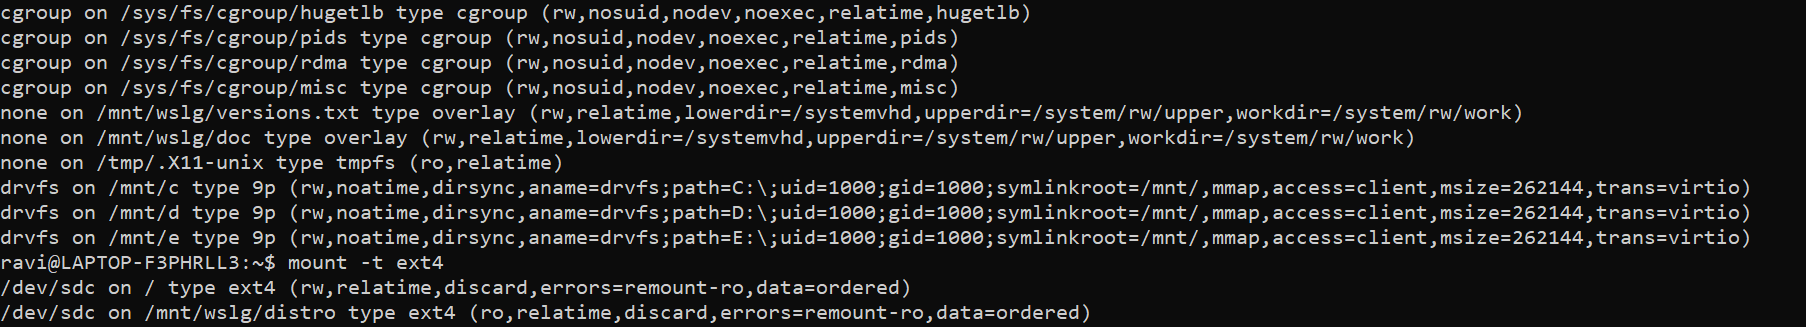 cgroup on /sys/fs/cgroup/hugetlb type cgroup (rw,nosuid,nodev,noexec,relatime,hugetlb)
cgroup on /sys/fs/cgroup/pids type cgroup (rw,nosuid,nodev,noexec,relatime,pids)
cgroup on /sys/fs/cgroup/rdma type cgroup (rw,nosuid,nodev,noexec,relatime,rdma)
cgroup on /sys/fs/cgroup/misc type cgroup (rw,nosuid,nodev,noexec,relatime,misc)
none on /mnt/wslg/versions.txt type overlay (rw,relatime,lowerdir=/systemvhd,upperdir=/system/rw/upper,workdir=/system/rw/work)
none on /mnt/wslg/doc type overlay (rw,relatime,lowerdir=/systemvhd,upperdir=/system/rw/upper,workdir=/system/rw/work)
none on /tmp/.X11-unix type tmpfs (ro,relatime)
drvfs on /mnt/c type 9p (rw,noatime,dirsync,aname=drvfs;path=C:\;uid=1000;gid=1000;symlinkroot=/mnt/,mmap,access=client,msize=262144,trans=virtio)
drvfs on /mnt/d type 9p (rw,noatime,dirsync,aname=drvfs;path=D:\;uid=1000;gid=1000;symlinkroot=/mnt/,mmap,access=client,msize=262144,trans=virtio)
drvfs on /mnt/e type 9p (rw,noatime,dirsync,aname=drvfs;path=E:\;uid=1000;gid=1000;symlinkroot=/mnt/,mmap,access=client,msize=262144,trans=virtio)
ravi@LAPTOP-F3PHRLL3:~$ mount -t ext4
/dev/sdc on / type ext4 (rw,relatime,discard,errors=remount-ro,data=ordered)
/dev/sdc on /mnt/wslg/distro type ext4 (ro,relatime,discard,errors=remount-ro,data=ordered)